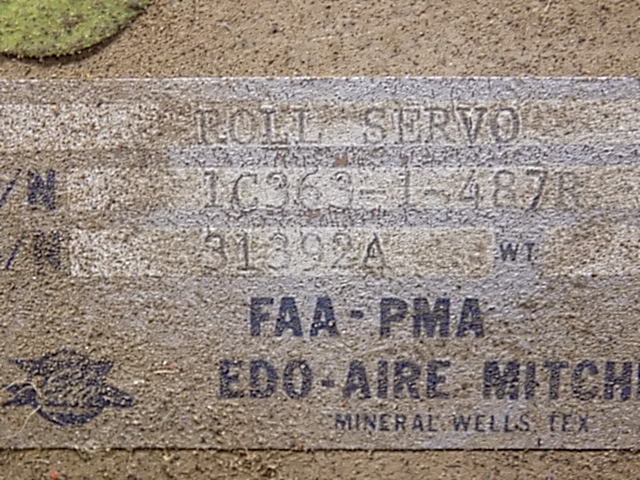 ROLL SERVO
/N 1C363-1-487R
/N 31392A WT.
FAA-PMA
EDO-AIRE MITCH
MINERAL WELLS, TEX